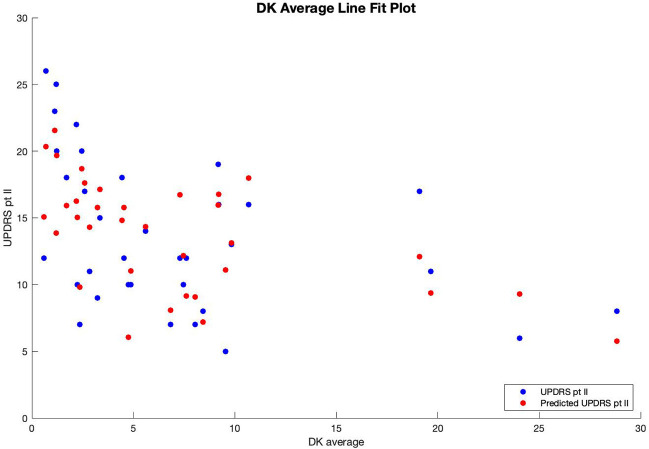 DK Average Line Fit Plot
30
25
20
15
10
5
0
UPDRS pt II
0 5 10 15 20 25 30
DK average
UPDRS pt II
Predicted UPDRS pt II